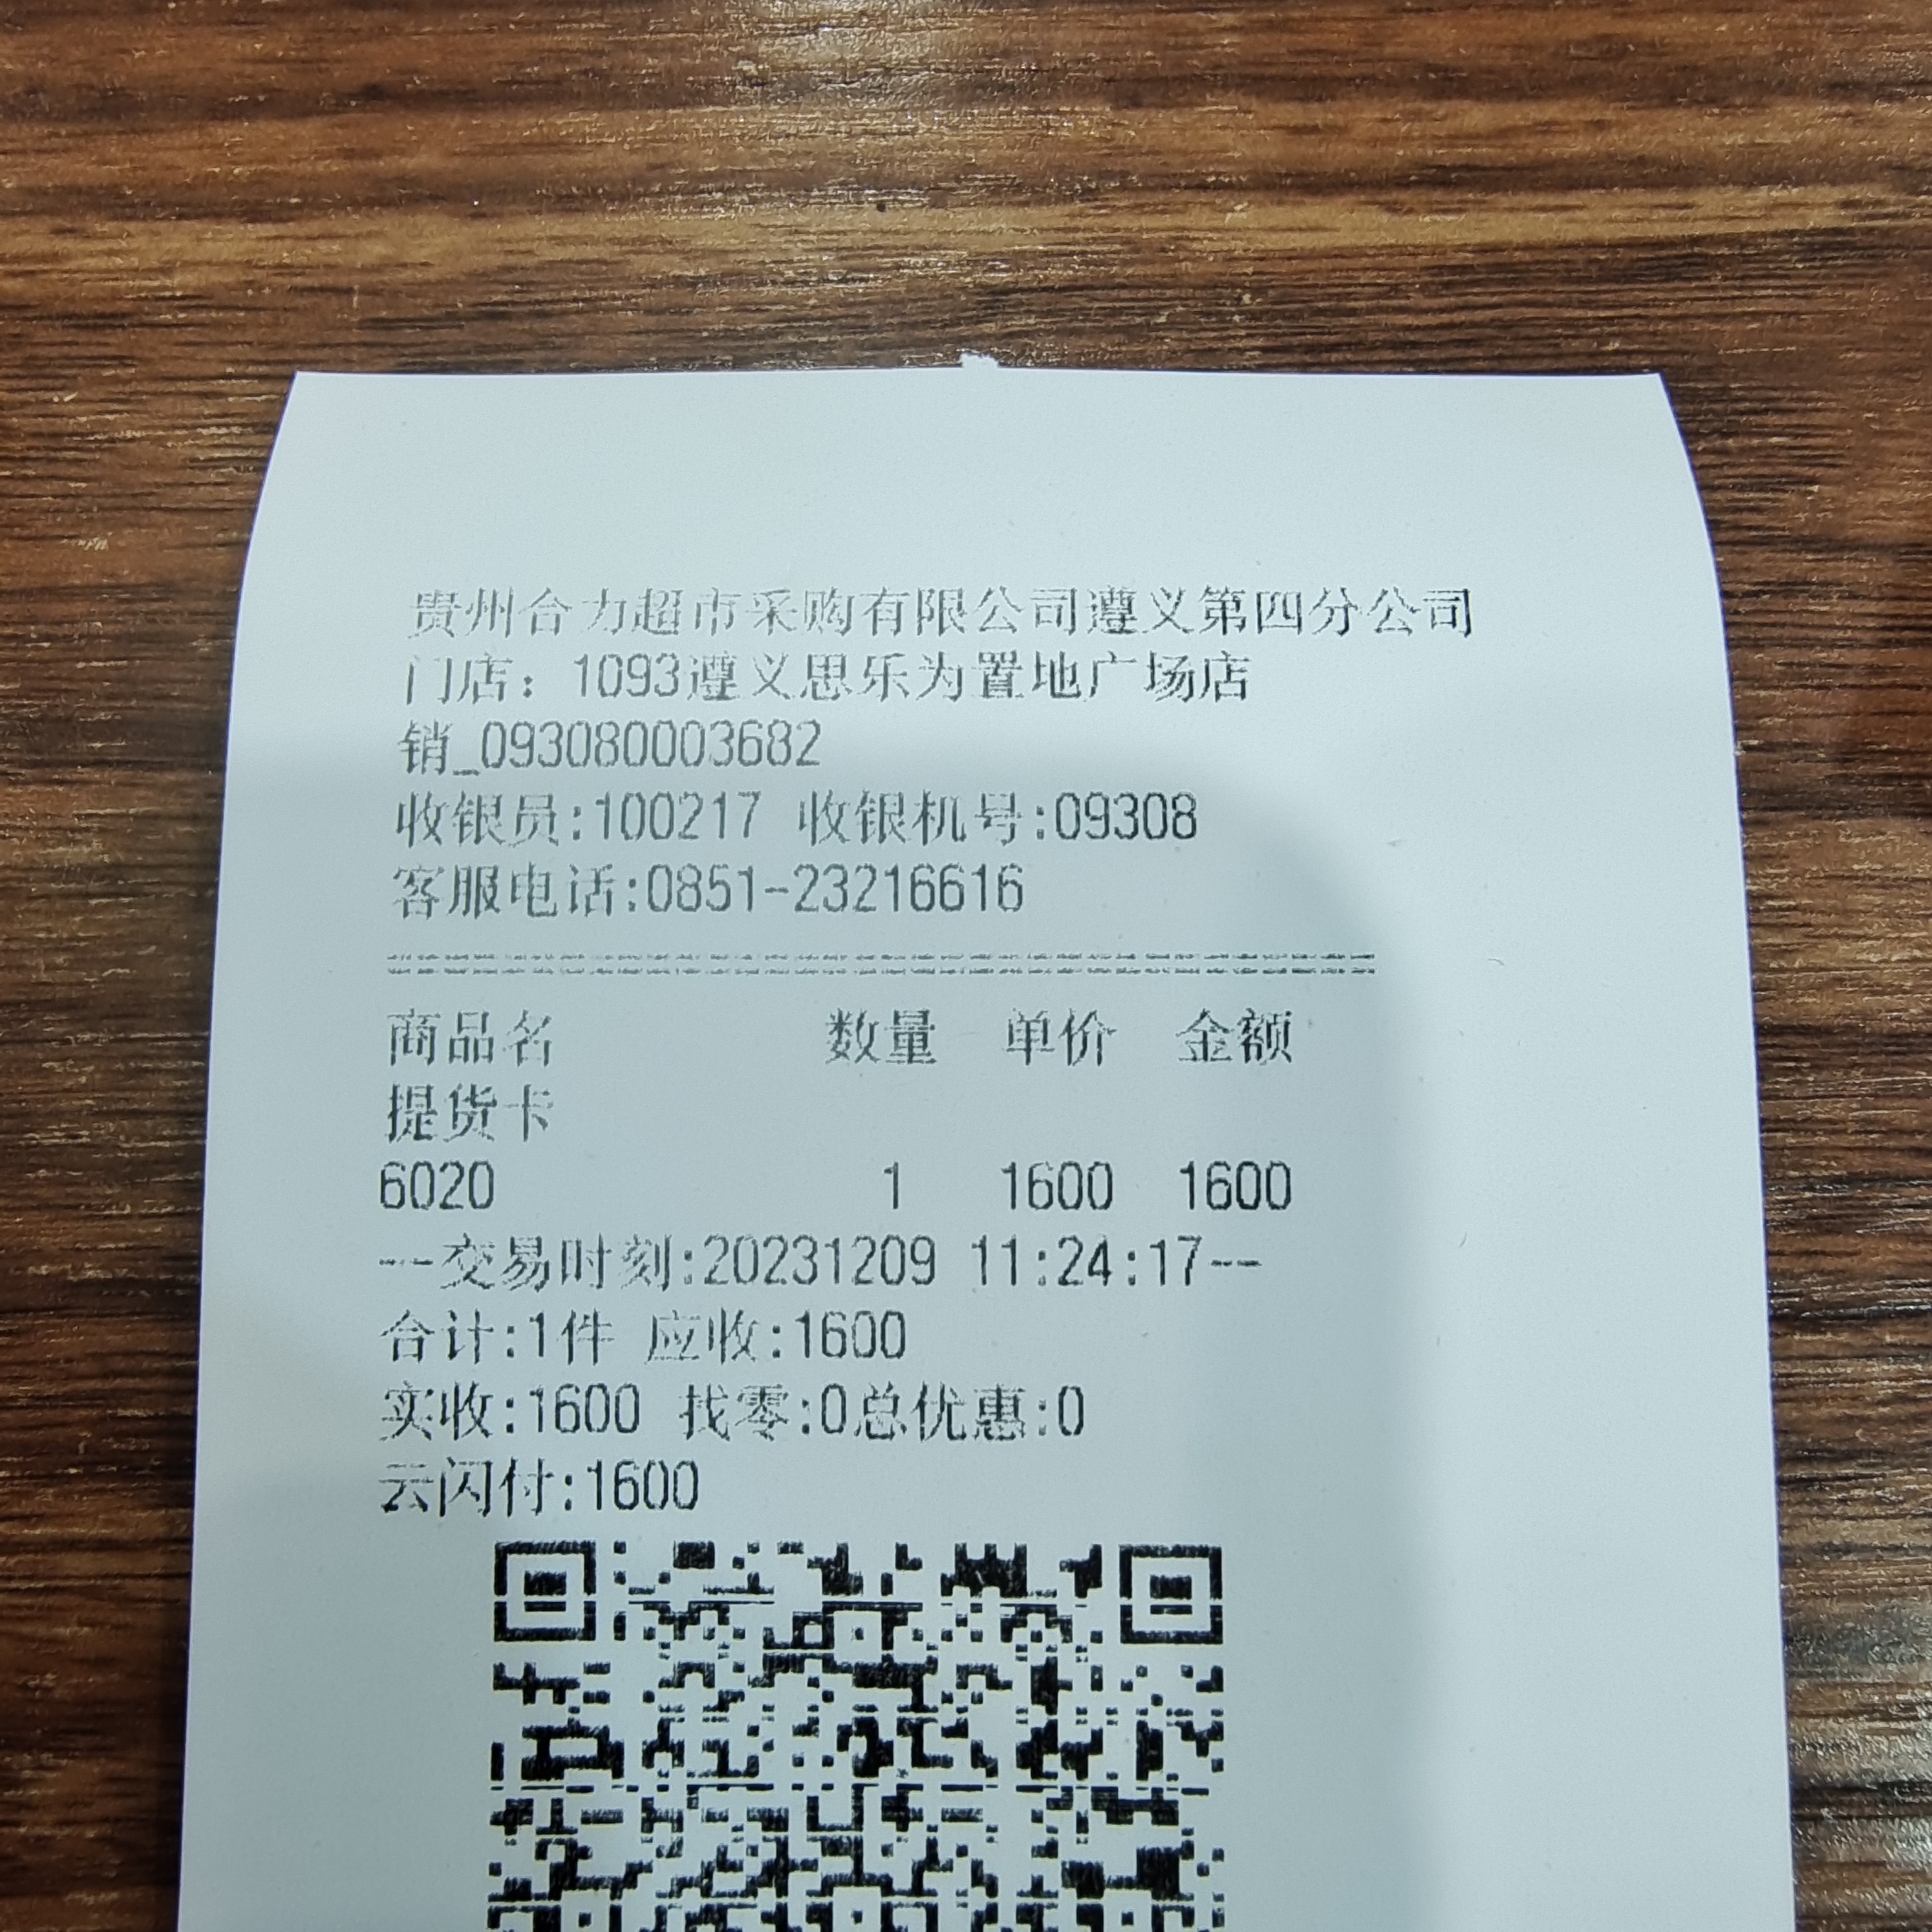 贵州合力超市采购有限公司遵义第四分公司
门店：1093遵义思乐为置地广场店
销_093080003682
收银员:100217 收银机号:09308
客服电话:0851-23216616
===================================
商品名 数量 单价 金额
提货卡
6020 1 1600 1600
--交易时刻:20231209 11:24:17--
合计:1件 应收:1600
实收:1600 找零:0总优惠:0
云闪付:1600